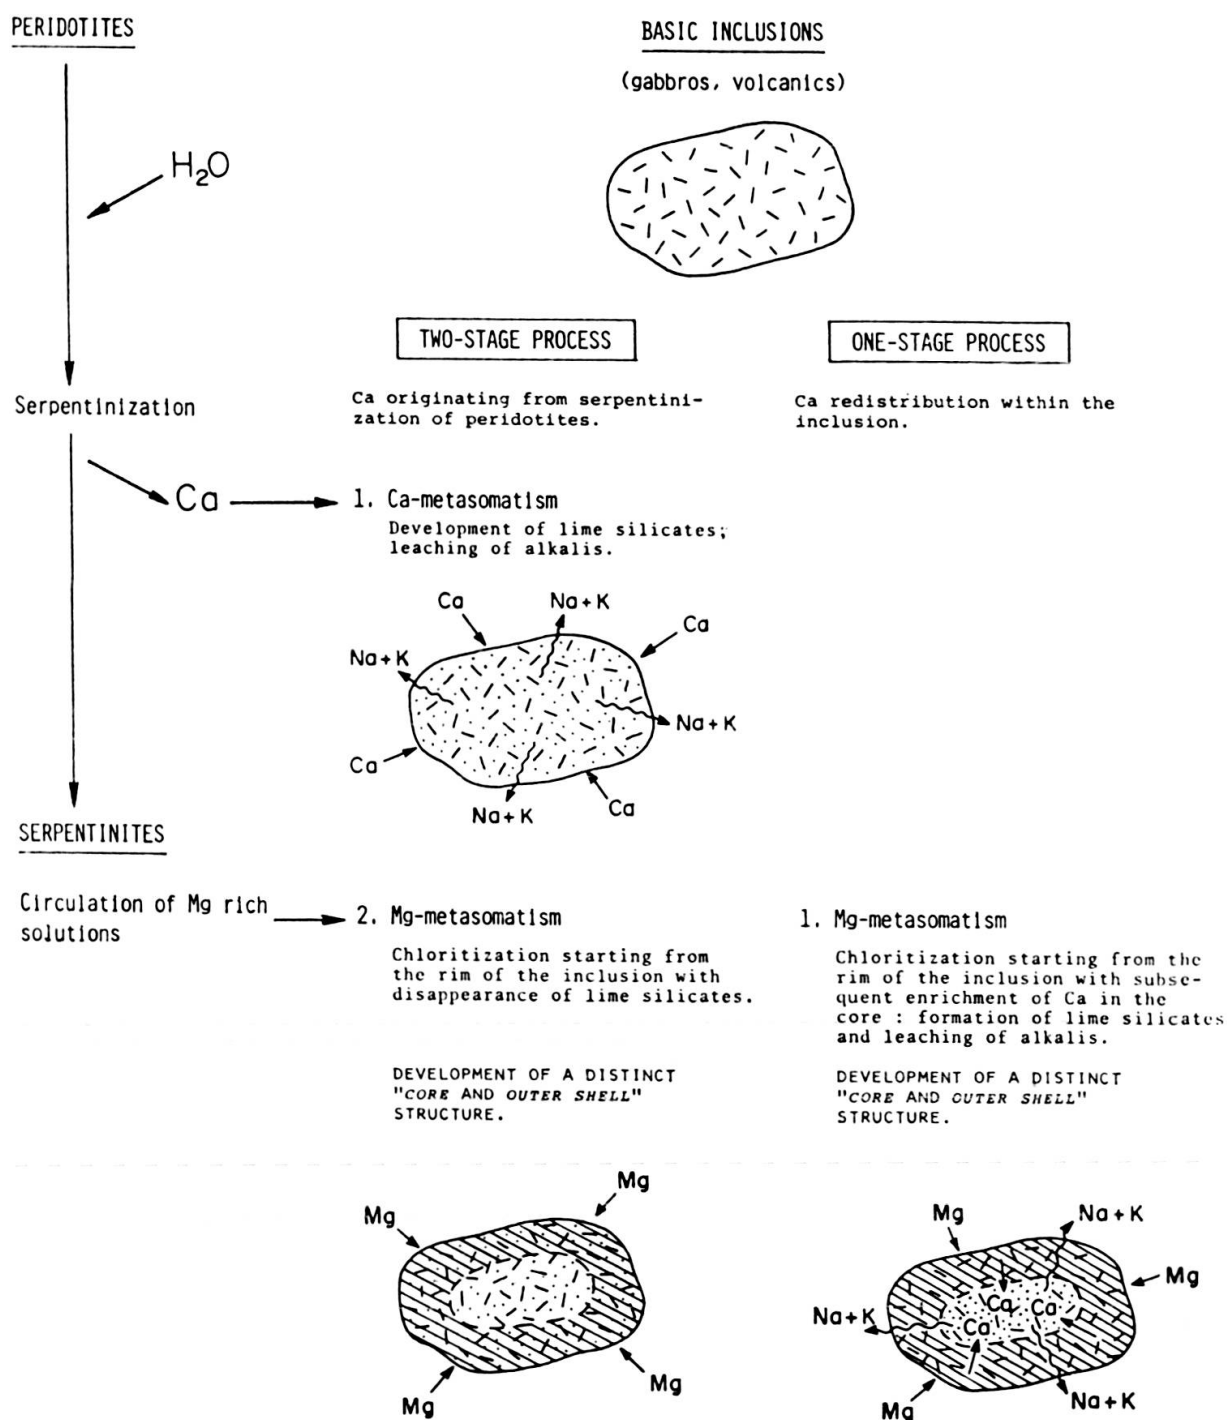 PERIDOTITES
H₂O
Serpentinization
Ca
SERPENTINITES
Circulation of Mg rich
solutions
BASIC INCLUSIONS
(gabbros, volcanics)
TWO-STAGE PROCESS
Ca originating from serpentini-
zation of peridotites.
1. Ca-metasomatism
Development of lime silicates;
leaching of alkalis.
Ca
Na+K
Ca
Na+K
Na+K
Ca
Na+K
Ca
2. Mg-metasomatism
Chloritization starting from
the rim of the inclusion with
disappearance of lime silicates.
DEVELOPMENT OF A DISTINCT
"CORE AND OUTER SHELL"
STRUCTURE.
Mg
Mg
Mg
Mg
ONE-STAGE PROCESS
Ca redistribution within the
inclusion.
1. Mg-metasomatism
Chloritization starting from the
rim of the inclusion with subse-
quent enrichment of Ca in the
core : formation of lime silicates
and leaching of alkalis.
DEVELOPMENT OF A DISTINCT
"CORE AND OUTER SHELL"
STRUCTURE.
Mg
Na+K
Mg
Ca
Ca
Na+K
Ca
Mg
Na+K